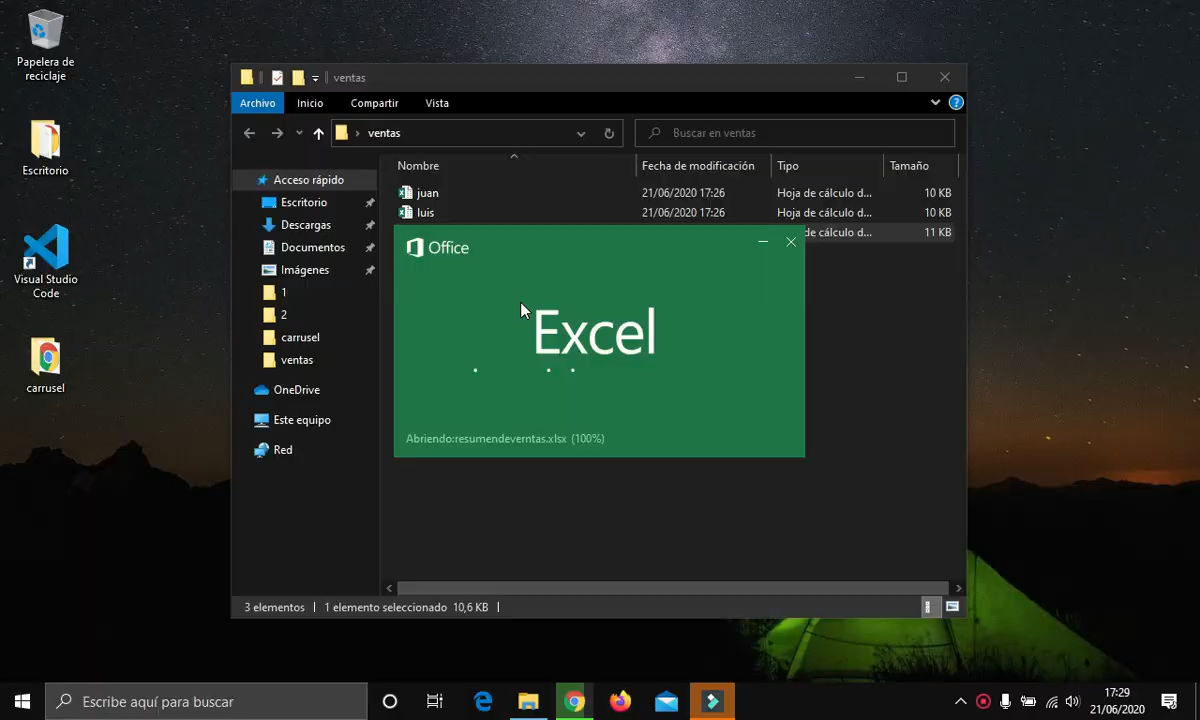 Papelera de
reciclaje
Escritorio
Visual Studio
Code
carrusel
ventas
Archivo Inicio Compartir Vista
ventas
Buscar en ventas
Nombre Fecha de modificación Tipo Tamaño
juan 21/06/2020 17:26 Hoja de cálculo d... 10 KB
luis 21/06/2020 17:26 Hoja de cálculo d... 10 KB
de cálculo d... 11 KB
Acceso rápido
Escritorio
Descargas
Documentos
Imágenes
1
2
carrusel
ventas
OneDrive
Este equipo
Red
Office
Excel
Abriendo:resumendeverntas.xlsx (100%)
3 elementos 1 elemento seleccionado 10,6 KB
Escribe aquí para buscar
17:29
21/06/2020